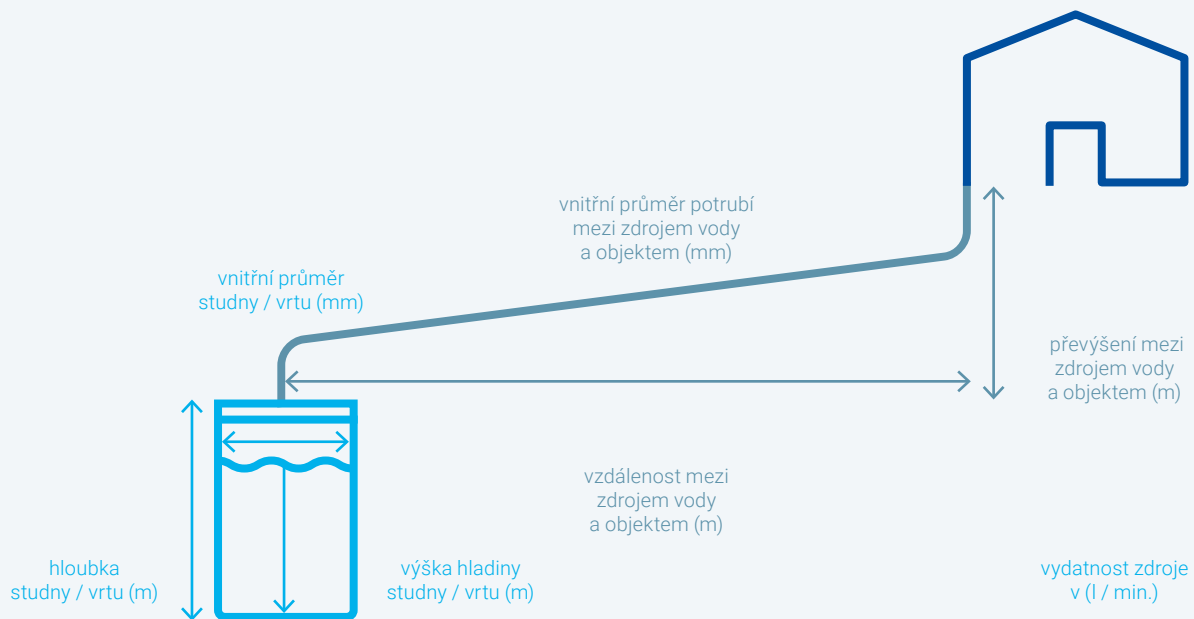 vnitřní průměr potrubí
mezi zdrojem vody
a objektem (mm)
vnitřní průměr
studny / vrtu (mm)
převýšení mezi
zdrojem vody
a objektem (m)
vzdálenost mezi
zdrojem vody
a objektem (m)
hloubka
studny / vrtu (m)
výška hladiny
studny / vrtu (m)
vydatnost zdroje
v (l / min.)